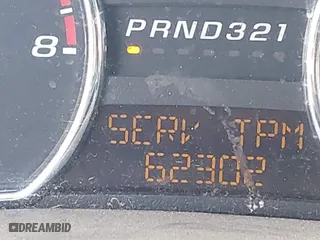 PRND321
8
SERV TPM
62302
DREAMBID